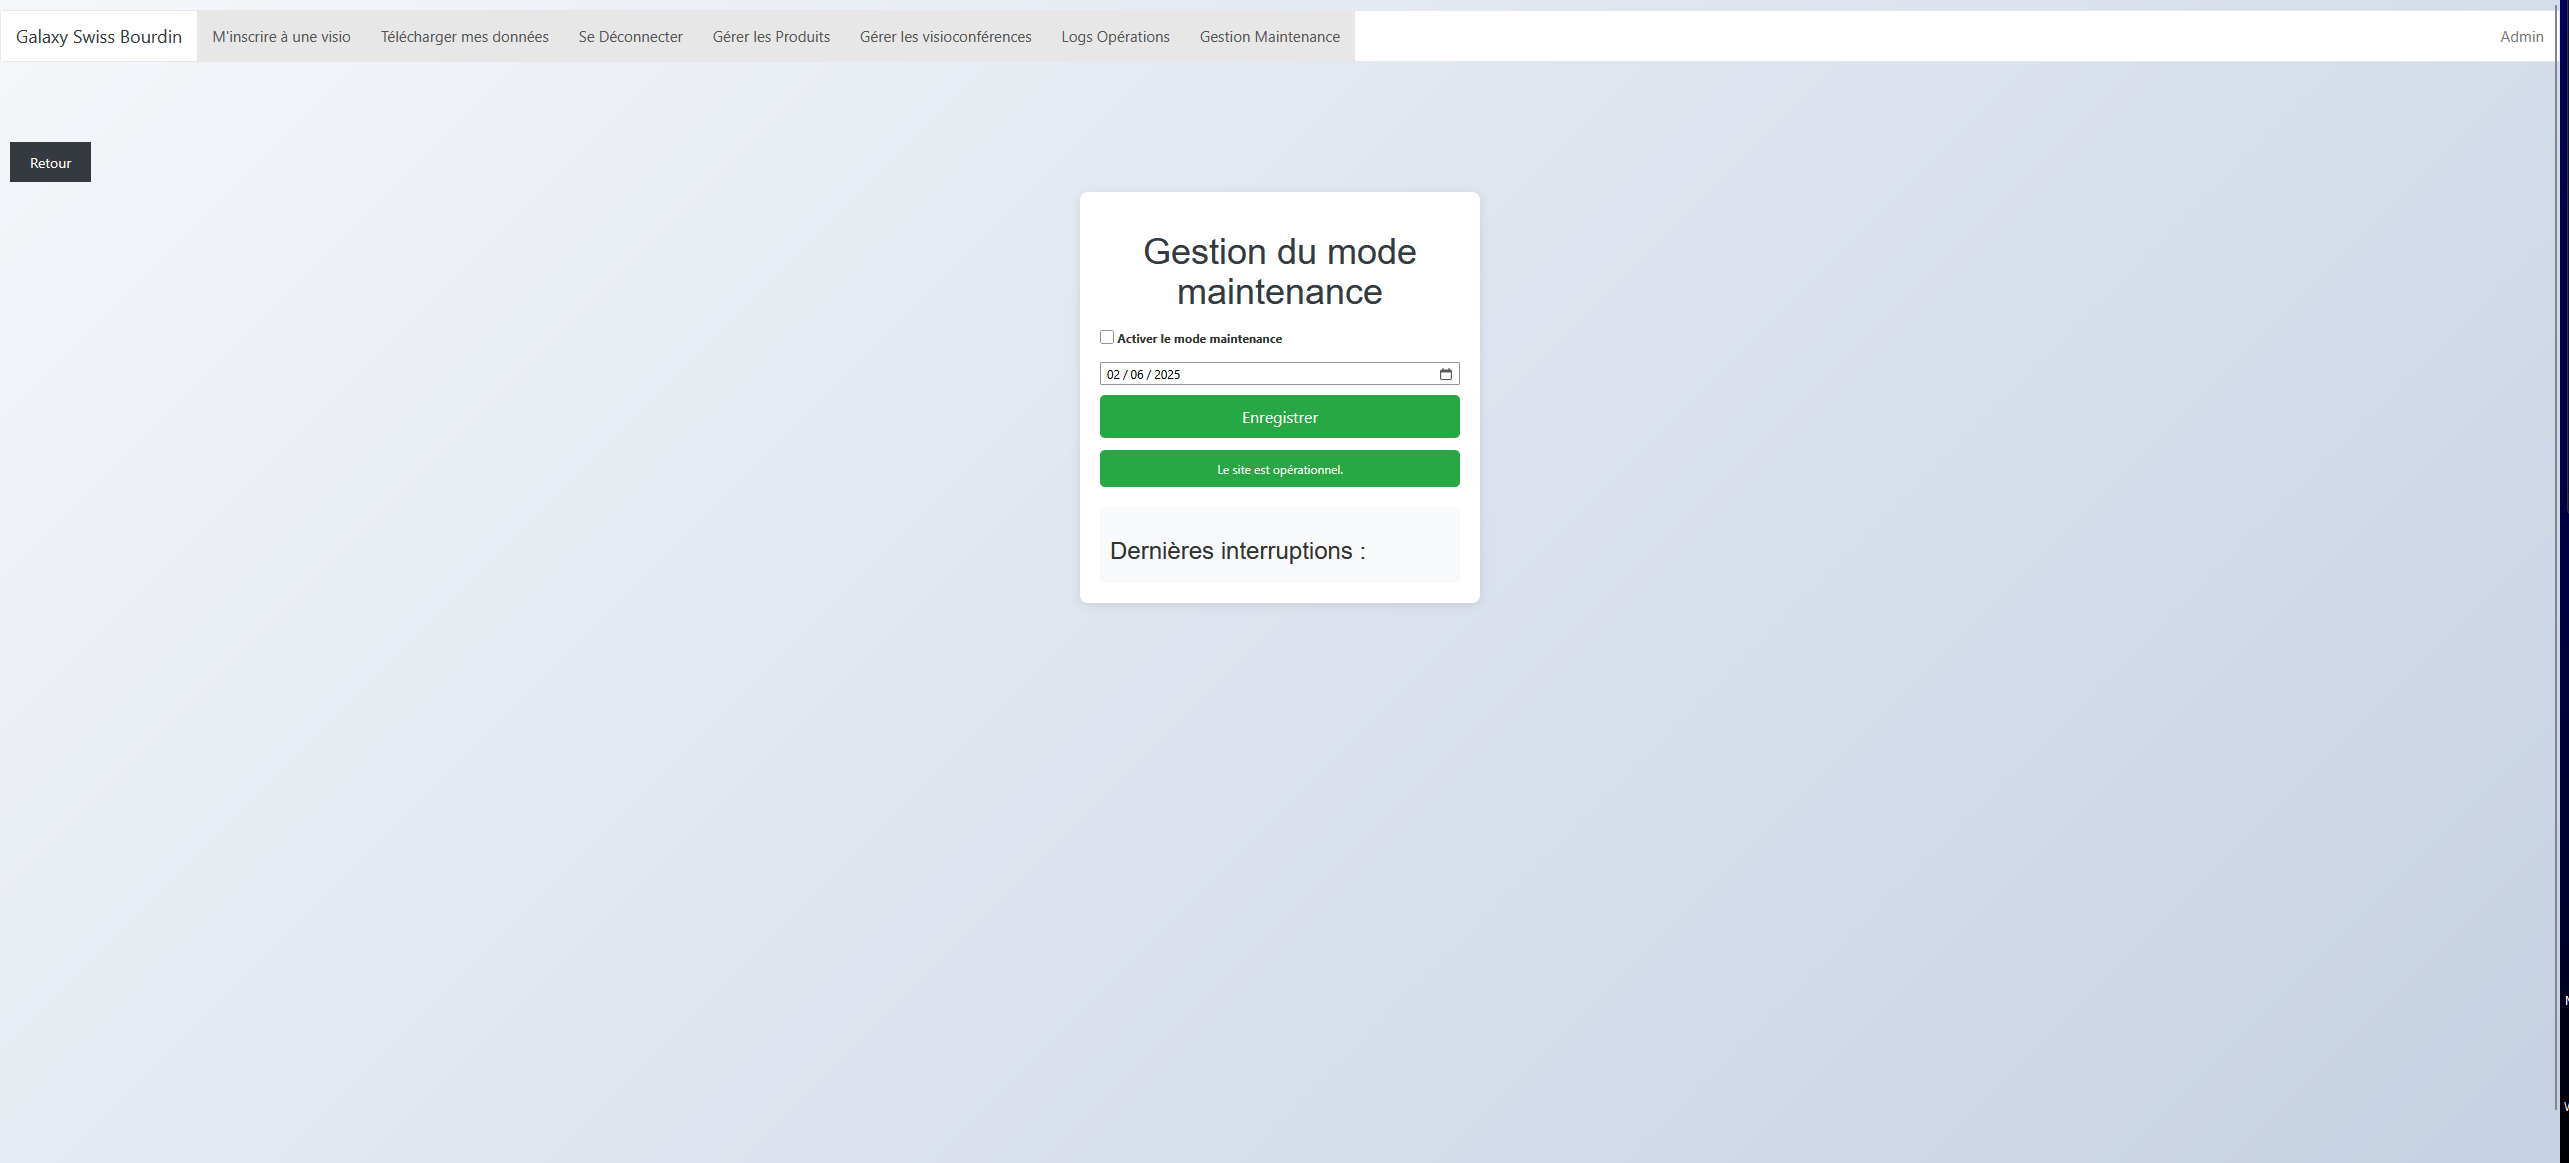 Galaxy Swiss Bourdin M'inscrire à une visio Télécharger mes données Se Déconnecter Gérer les Produits Gérer les visioconférences Logs Opérations Gestion Maintenance Admin
Retour
Gestion du mode
maintenance
Activer le mode maintenance
02 / 06 / 2025
Enregistrer
Le site est opérationnel.
Dernières interruptions :